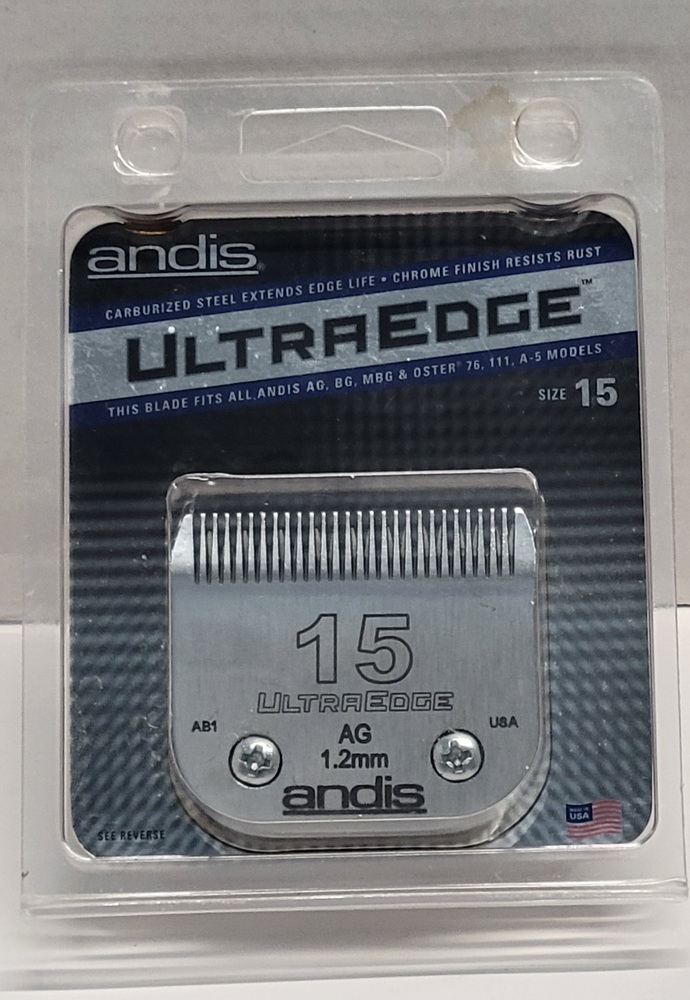 andis
CARBURIZED STEEL EXTENDS EDGE LIFE • CHROME FINISH RESISTS RUST
ULTRAEDGE™
THIS BLADE FITS ALL ANDIS AG, BG, MBG & OSTER® 76, 111, A-5 MODELS
SIZE 15
15
ULTRAEDGE
AB1 AG USA
1.2mm
andis
MADE IN
USA
SEE REVERSE